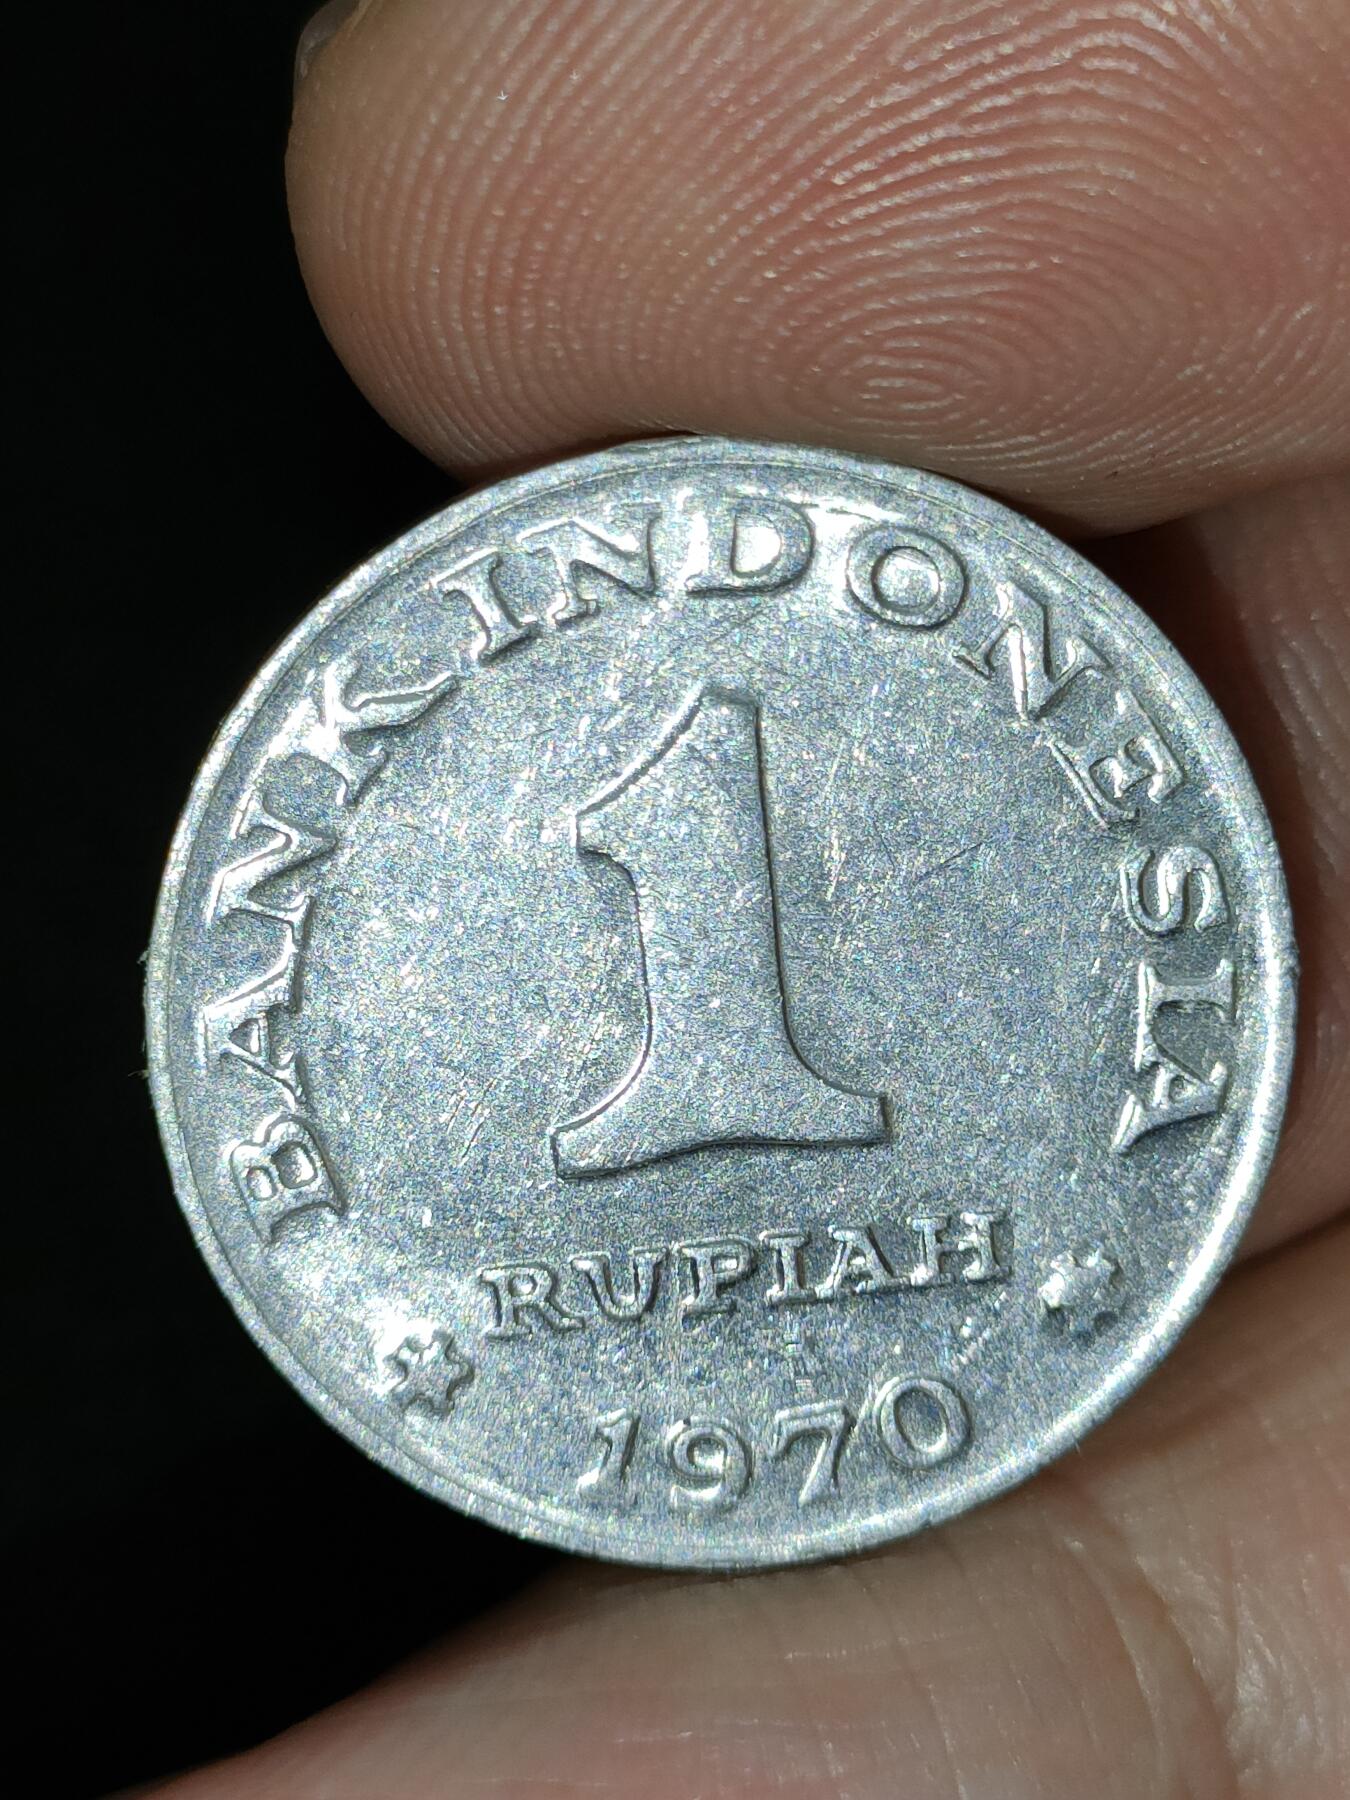 BANK INDONESIA
1
RUPIAH
1970